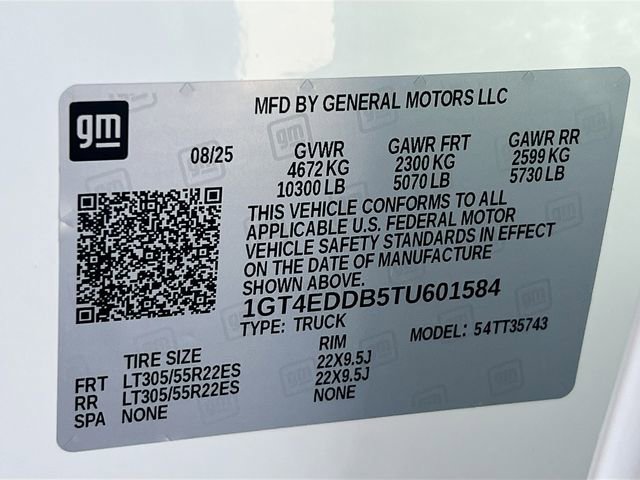 gm
MFD BY GENERAL MOTORS LLC
08/25 GVWR GAWR FRT GAWR RR
4672 KG 2300 KG 2599 KG
10300 LB 5070 LB 5730 LB
THIS VEHICLE CONFORMS TO ALL
APPLICABLE U.S. FEDERAL MOTOR
VEHICLE SAFETY STANDARDS IN EFFECT
ON THE DATE OF MANUFACTURE
SHOWN ABOVE.
1GT4EDDB5TU601584
TYPE: TRUCK MODEL: 54TT35743
TIRE SIZE RIM
FRT LT305/55R22ES 22X9.5J
RR LT305/55R22ES 22X9.5J
SPA NONE NONE